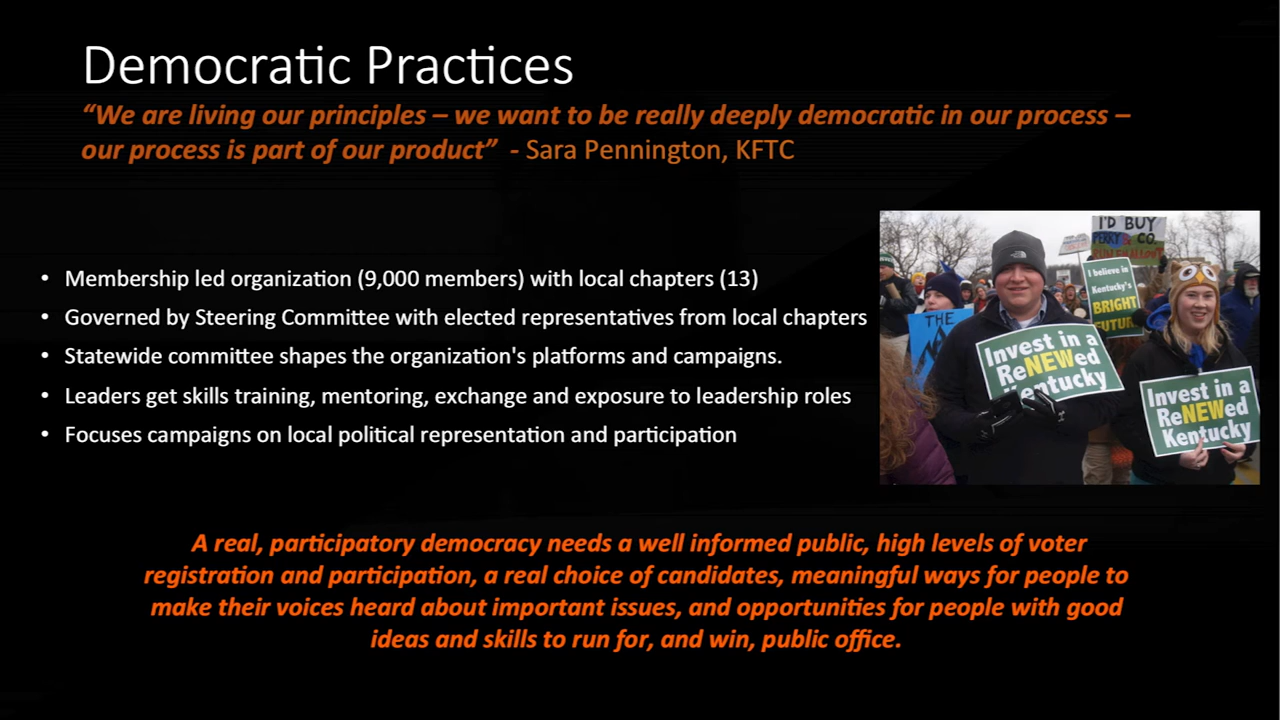 Democratic Practices
“We are living our principles – we want to be really deeply democratic in our process –
our process is part of our product” - Sara Pennington, KFTC
• Membership led organization (9,000 members) with local chapters (13)
• Governed by Steering Committee with elected representatives from local chapters
• Statewide committee shapes the organization's platforms and campaigns.
• Leaders get skills training, mentoring, exchange and exposure to leadership roles
• Focuses campaigns on local political representation and participation
I'D BUY
& CO.
I believe in
Kentucky's
BRIGHT
FUTUR
THE
Invest in a
ReNEWed
Kentucky
Invest in a
ReNEWed
Kentucky
A real, participatory democracy needs a well informed public, high levels of voter
registration and participation, a real choice of candidates, meaningful ways for people to
make their voices heard about important issues, and opportunities for people with good
ideas and skills to run for, and win, public office.